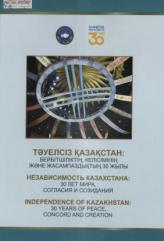 30
ТӘУЕЛСІЗ ҚАЗАҚСТАН:
БЕЙБІТШІЛІКТІҢ, КЕЛІСІМНІҢ
ЖӘНЕ ЖАСАМПАЗДЫҚТЫҢ 30 ЖЫЛЫ
НЕЗАВИСИМОСТЬ КАЗАХСТАНА:
30 ЛЕТ МИРА,
СОГЛАСИЯ И СОЗИДАНИЯ
INDEPENDENCE OF KAZAKHSTAN:
30 YEARS OF PEACE,
CONCORD AND CREATION